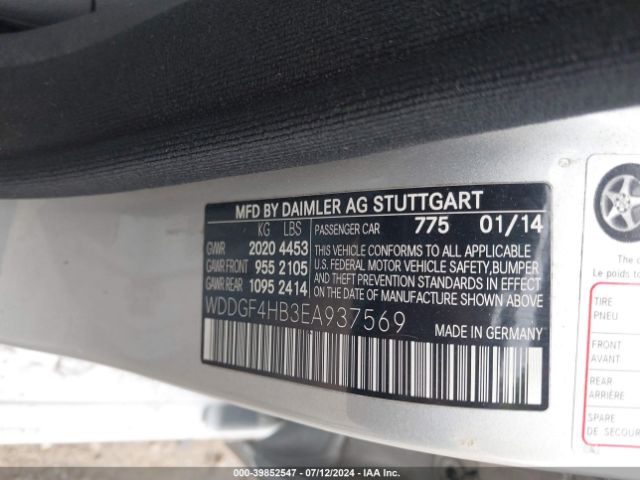 MFD BY DAIMLER AG STUTTGART
KG LBS PASSENGER CAR 775 01/14
GWR 2020 4453
GAWR FRONT 955 2105
GAWR REAR 1095 2414
THIS VEHICLE CONFORMS TO ALL APPLICABLE
U.S. FEDERAL MOTOR VEHICLE SAFETY, BUMPER
AND THEFT PREVENTION STANDARDS IN EFFECT
ON THE DATE OF MANUFACTURE SHOWN ABOVE.
WDDGF4HB3EA937569
MADE IN GERMANY
The
Le poids t
TIRE
PNEU
FRONT
AVANT
REAR
ARRIÈRE
SPARE
DE SECOUR
000-39852547 / 07/12/2024 - IAA Inc.